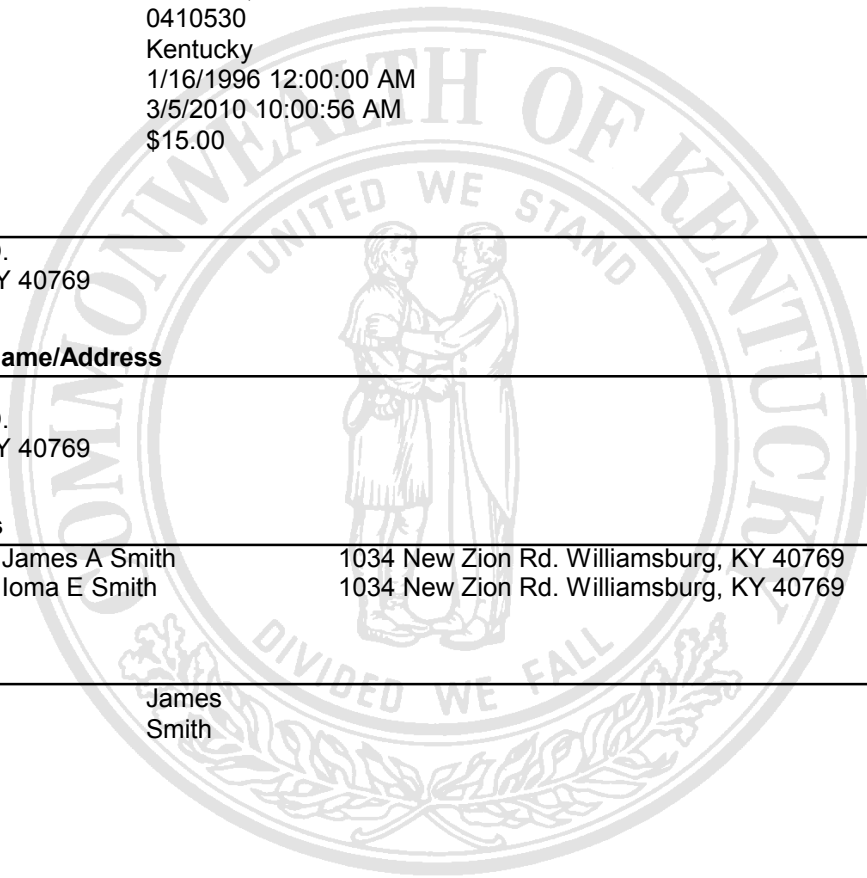 0410530
Kentucky
1/16/1996 12:00:00 AM
3/5/2010 10:00:56 AM
$15.00
COMMONWEALTH OF KENTUCKY
UNITED WE STAND
Y 40769
ame/Address
Y 40769
s
James A Smith 1034 New Zion Rd. Williamsburg, KY 40769
Ioma E Smith 1034 New Zion Rd. Williamsburg, KY 40769
DIVIDED WE FALL
James
Smith